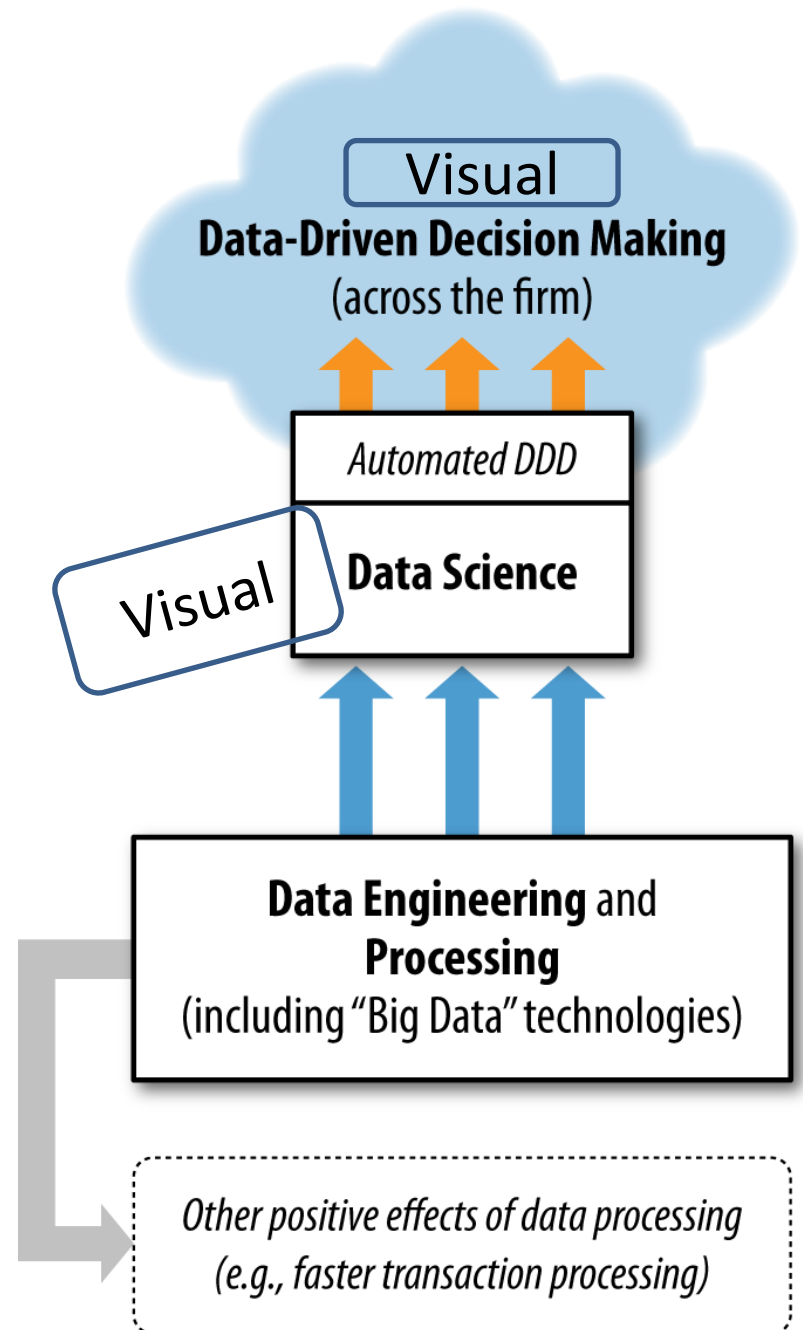 Visual
Data-Driven Decision Making
(across the firm)
Automated DDD
Visual
Data Science
Data Engineering and
Processing
(including “Big Data” technologies)
Other positive effects of data processing
(e.g., faster transaction processing)